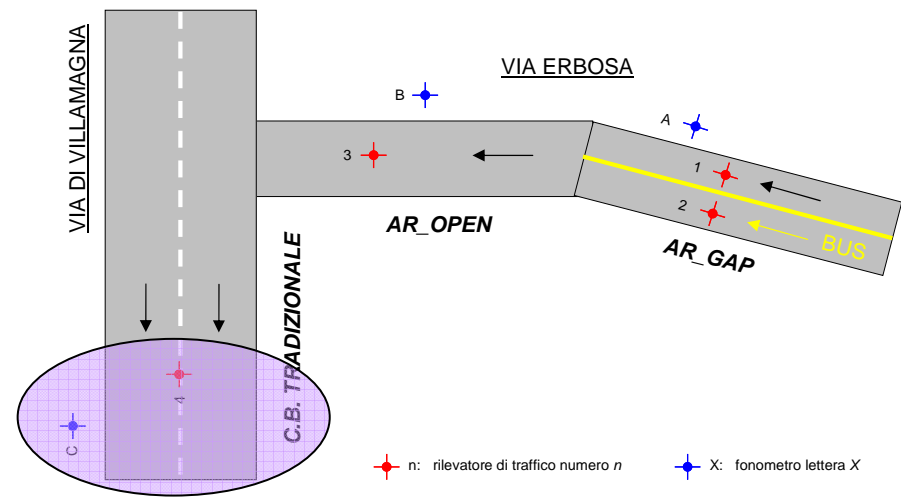 VIA DI VILLAMAGNA
VIA ERBOSA
B
A
3
1
2
BUS
AR_OPEN
AR_GAP
C.B. TRADIZIONALE
4
C
n: rilevatore di traffico numero n
X: fonometro lettera X